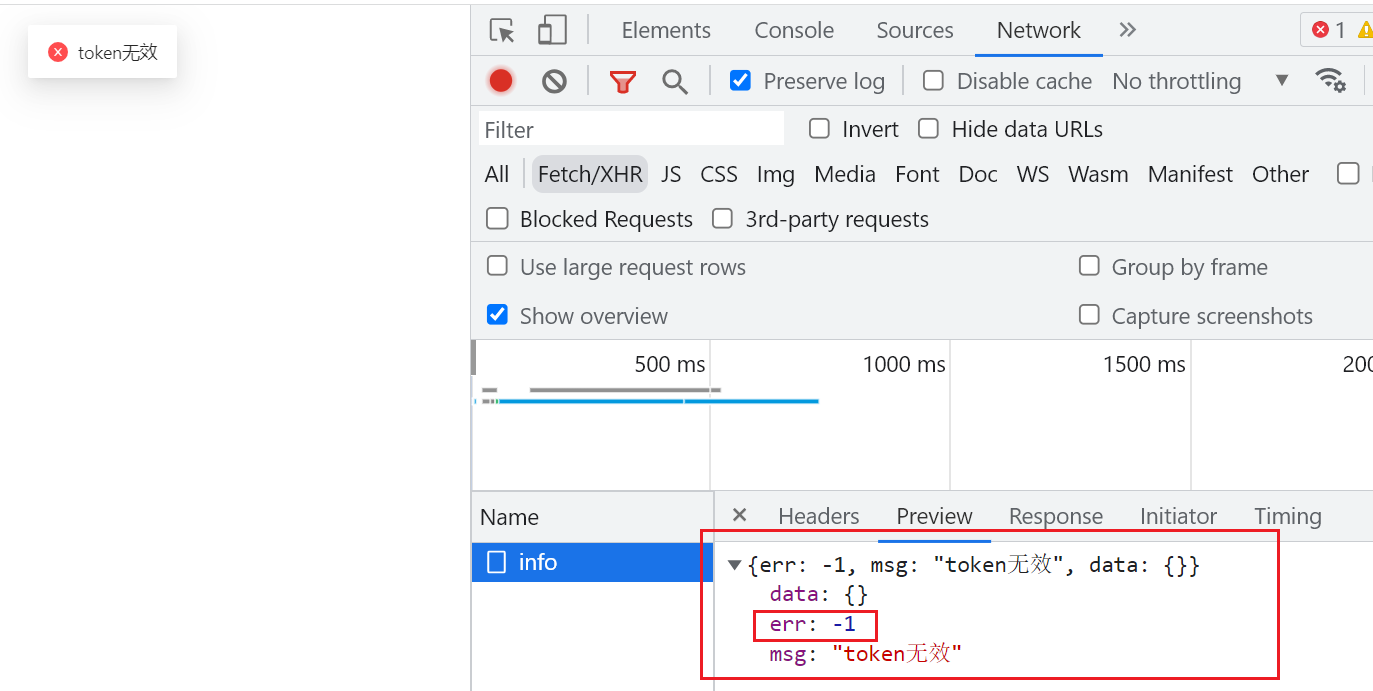 token无效
Elements Console Sources Network 1
Preserve log Disable cache No throttling
Filter Invert Hide data URLs
All Fetch/XHR JS CSS Img Media Font Doc WS Wasm Manifest Other
Blocked Requests 3rd-party requests
Use large request rows Group by frame
Show overview Capture screenshots
500 ms 1000 ms 1500 ms
Name Headers Preview Response Initiator Timing
info
{err: -1, msg: "token无效", data: {}}
data: {}
err: -1
msg: "token无效"